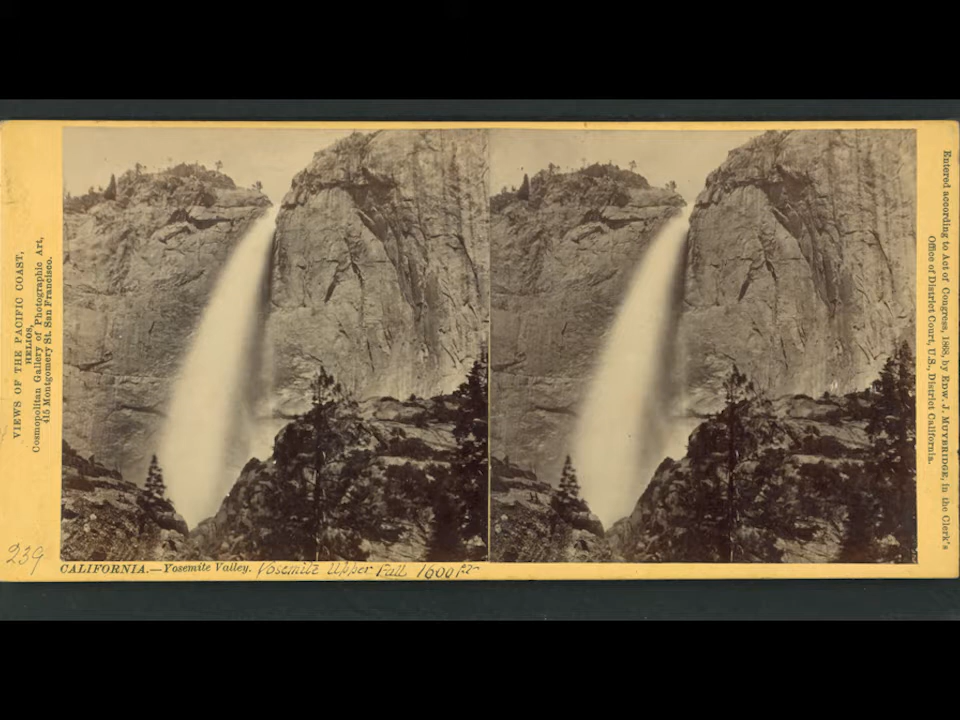 VIEWS OF THE PACIFIC COAST,
HELIOS,
Cosmopolitan Gallery of Photographic Art,
415 Montgomery St. San Francisco.
239
CALIFORNIA.—Yosemite Valley. Yosemite Upper Fall 1600 ft
Entered according to Act of Congress, 1868, by EDW. J. MUYBRIDGE, in the Clerk's
Office of District Court, U.S., District California.